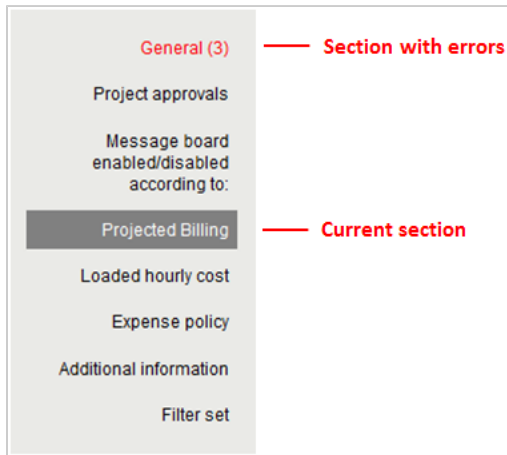 General (3)
Section with errors
Project approvals
Message board
enabled/disabled
according to:
Projected Billing
Current section
Loaded hourly cost
Expense policy
Additional information
Filter set